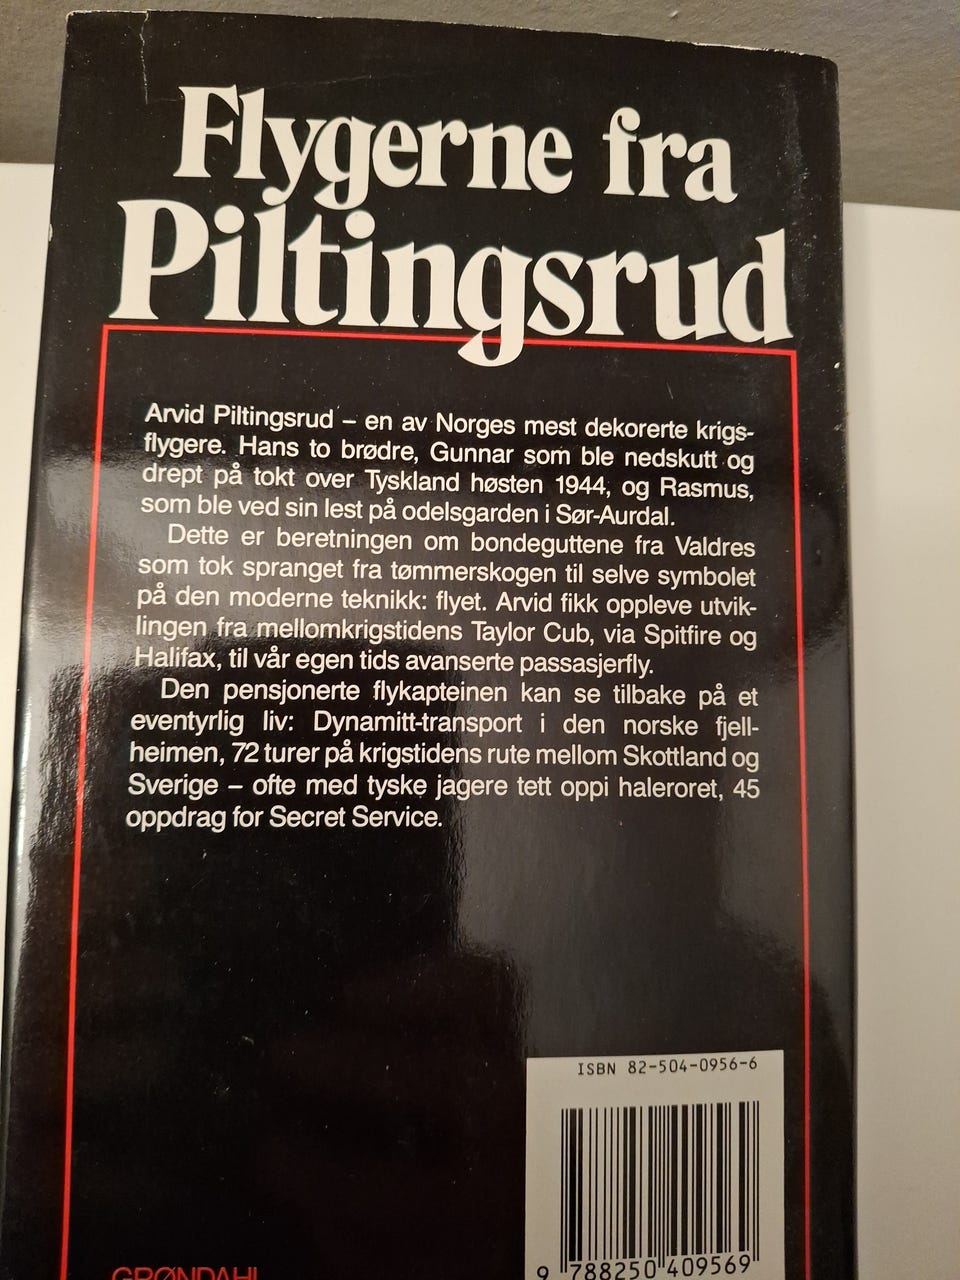 Flygerne fra
Piltingsrud
Arvid Piltingsrud – en av Norges mest dekorerte krigs-
flygere. Hans to brødre, Gunnar som ble nedskutt og
drept på tokt over Tyskland høsten 1944, og Rasmus,
som ble ved sin lest på odelsgarden i Sør-Aurdal.
Dette er beretningen om bondeguttene fra Valdres
som tok spranget fra tømmerskogen til selve symbolet
på den moderne teknikk: flyet. Arvid fikk oppleve utvik-
lingen fra mellomkrigstidens Taylor Cub, via Spitfire og
Halifax, til vår egen tids avanserte passasjerfly.
Den pensjonerte flykapteinen kan se tilbake på et
eventyrlig liv: Dynamitt-transport i den norske fjell-
heimen, 72 turer på krigstidens rute mellom Skottland og
Sverige – ofte med tyske jagere tett oppi haleroret, 45
oppdrag for Secret Service.
ISBN 82-504-0956-6
9 788250 409569
GRØNDAHL